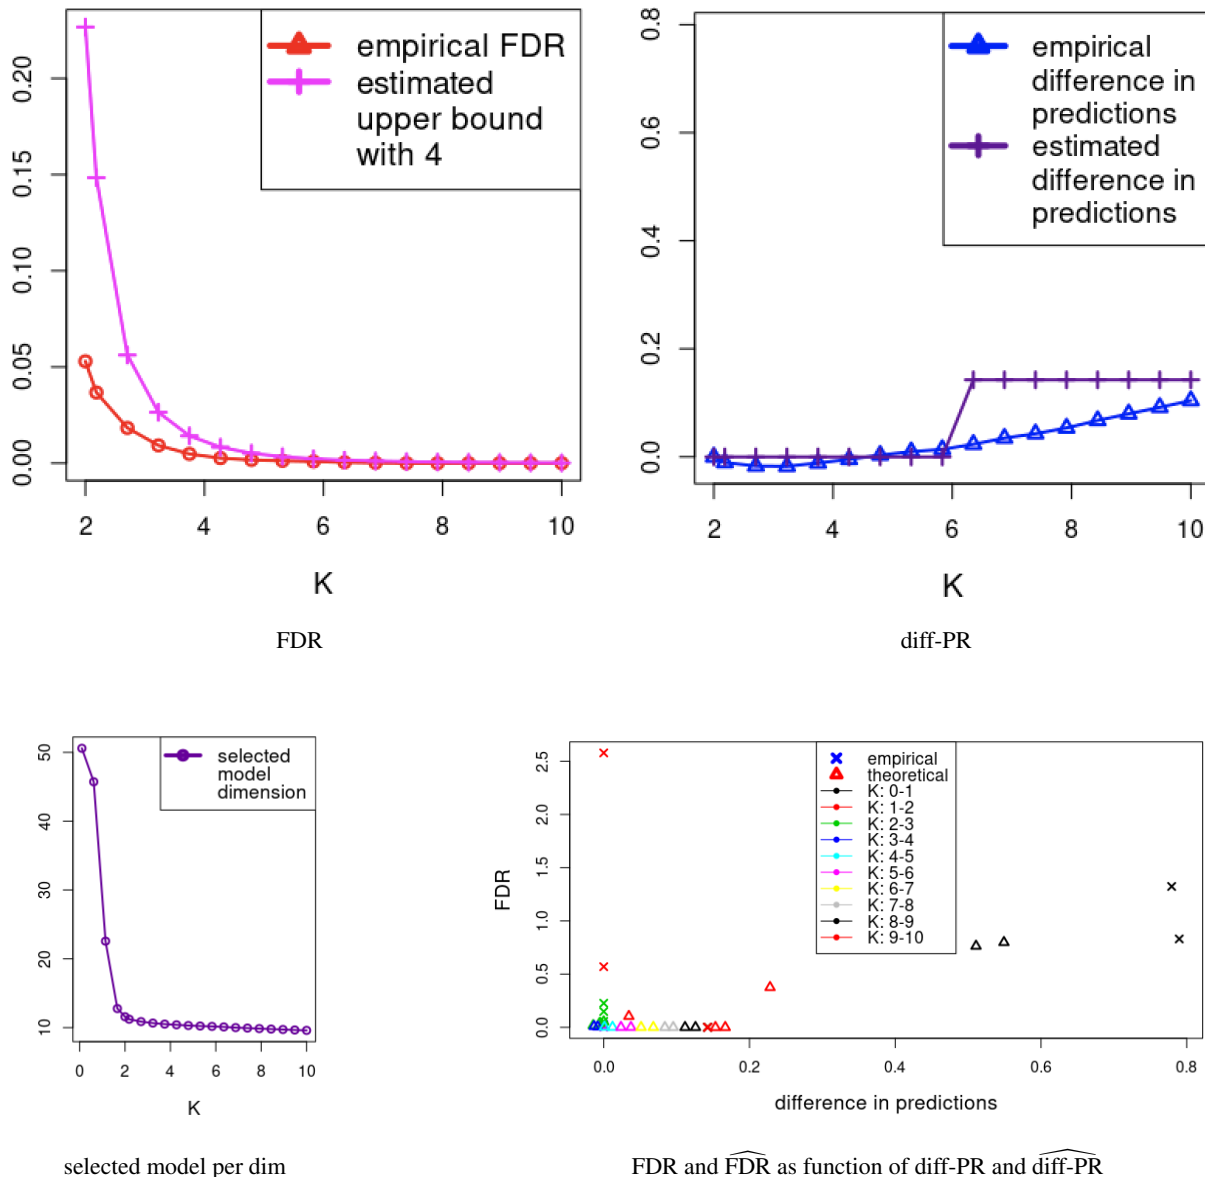 0.20
0.15
0.10
0.05
0.00
empirical FDR
estimated
upper bound
with 4
2 4 6 8 10
K
FDR
0.8
0.6
0.4
0.2
0.0
empirical
difference in
predictions
estimated
difference in
predictions
2 4 6 8 10
K
diff-PR
50
40
30
20
10
selected
model
dimension
0 2 4 6 8 10
K
selected model per dim
FDR
2.5
2.0
1.5
1.0
0.5
0.0
empirical
theoretical
K: 0-1
K: 1-2
K: 2-3
K: 3-4
K: 4-5
K: 5-6
K: 6-7
K: 7-8
K: 8-9
K: 9-10
0.0 0.2 0.4 0.6 0.8
difference in predictions
FDR and F͡DR as function of diff-PR and d͡iff-PR